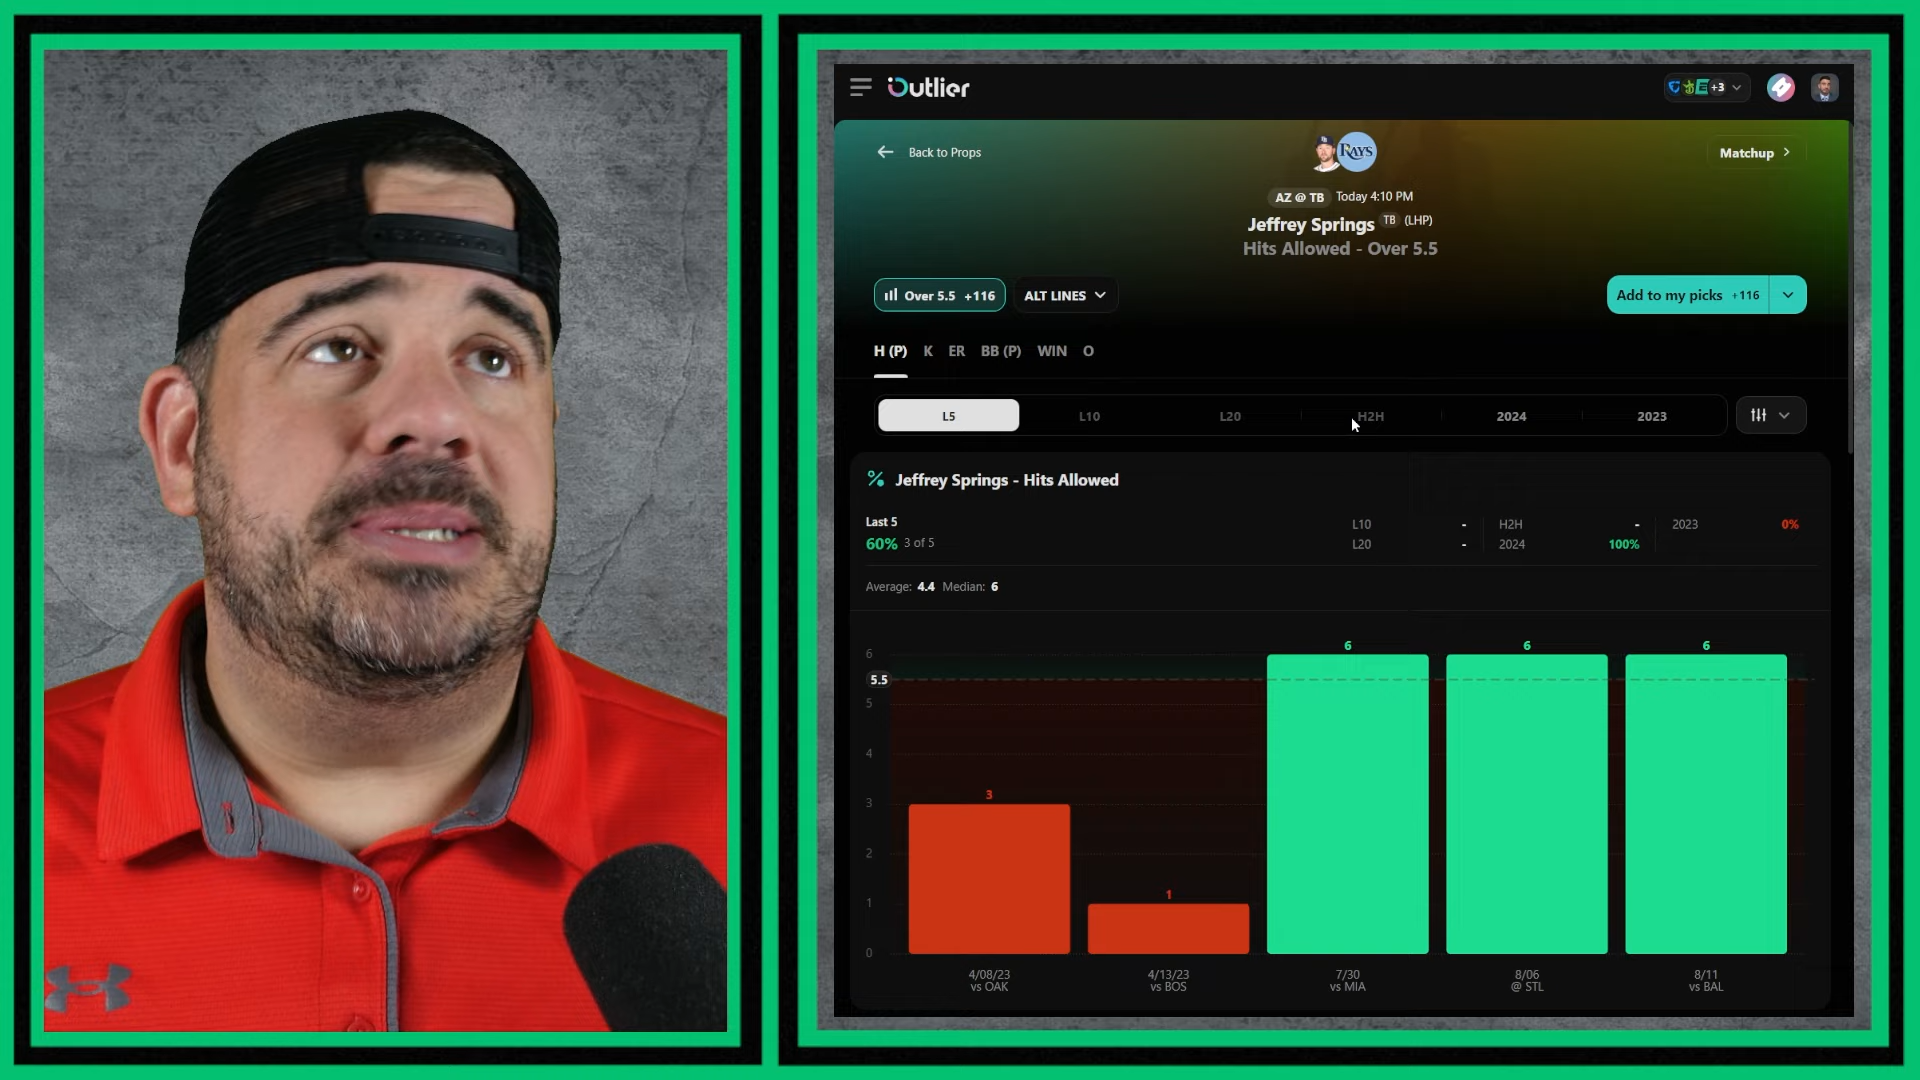 Outlier
+3
Back to Props
RAYS
Matchup
AZ @ TB Today 4:10 PM
Jeffrey Springs TB (LHP)
Hits Allowed - Over 5.5
Over 5.5 +116
ALT LINES
Add to my picks +116
H (P) K ER BB (P) WIN O
L5 L10 L20 H2H 2024 2023
Jeffrey Springs - Hits Allowed
Last 5
60% 3 of 5
L10 - H2H - 2023 0%
L20 - 2024 100%
Average: 4.4 Median: 6
6 6 6
6
5.5
5
4
3
3
2
1
1
0
4/08/23 4/13/23 7/30 8/06 8/11
vs OAK vs BOS vs MIA @ STL vs BAL